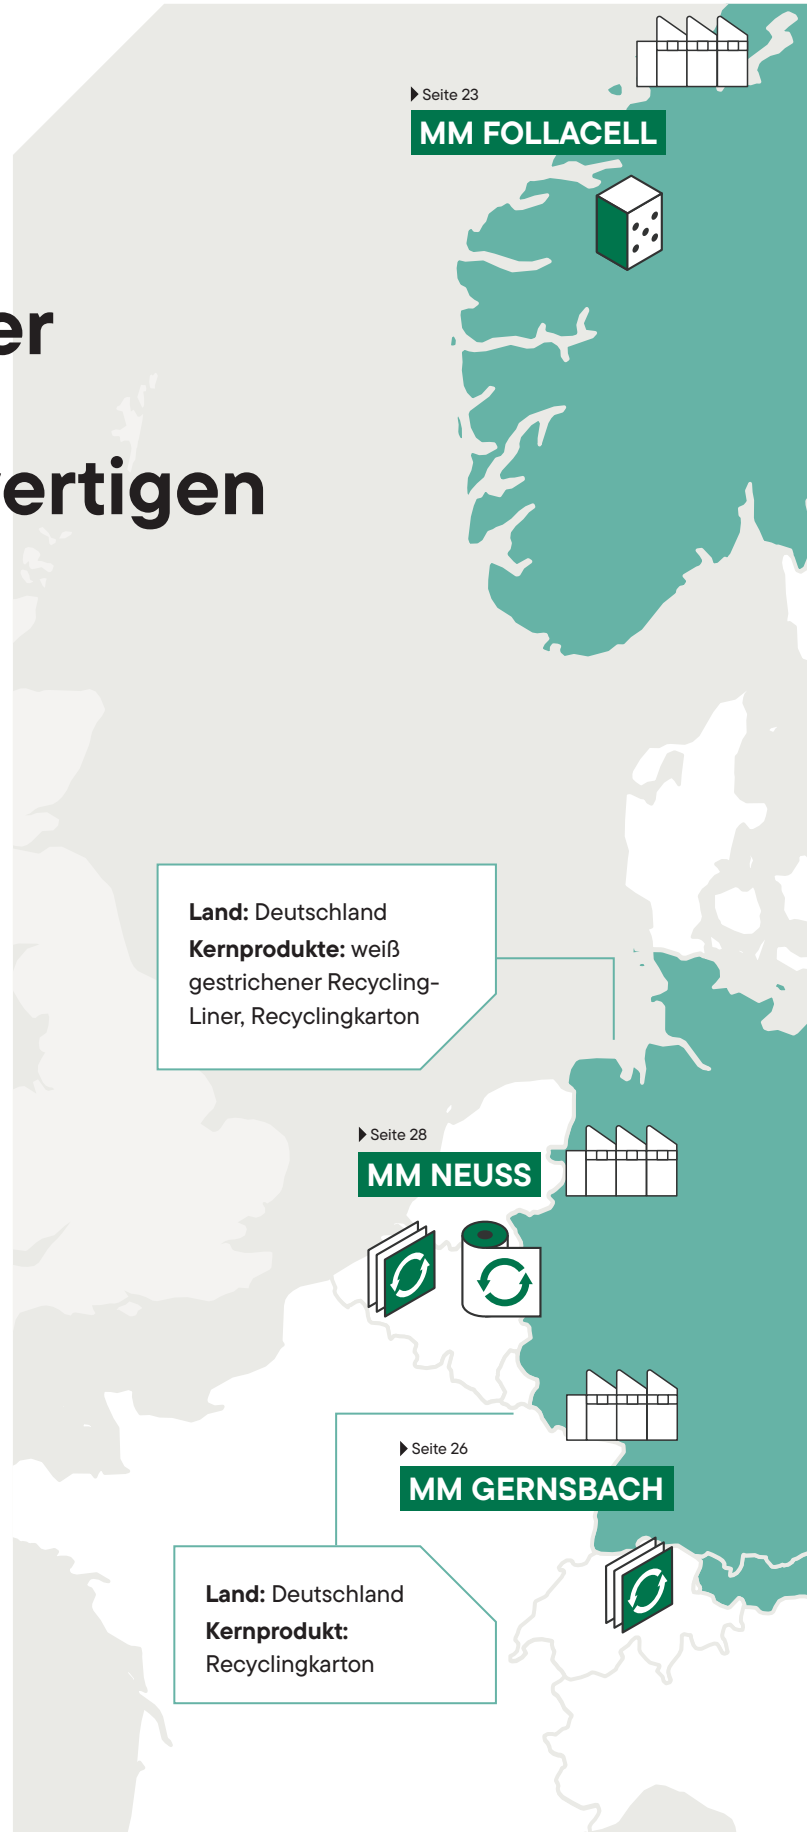 Seite 23
MM FOLLACELL
er
vertigen
Land: Deutschland
Kernprodukte: weiß
gestrichener Recycling-
Liner, Recyclingkarton
Seite 28
MM NEUSS
Seite 26
MM GERNSBACH
Land: Deutschland
Kernprodukt:
Recyclingkarton